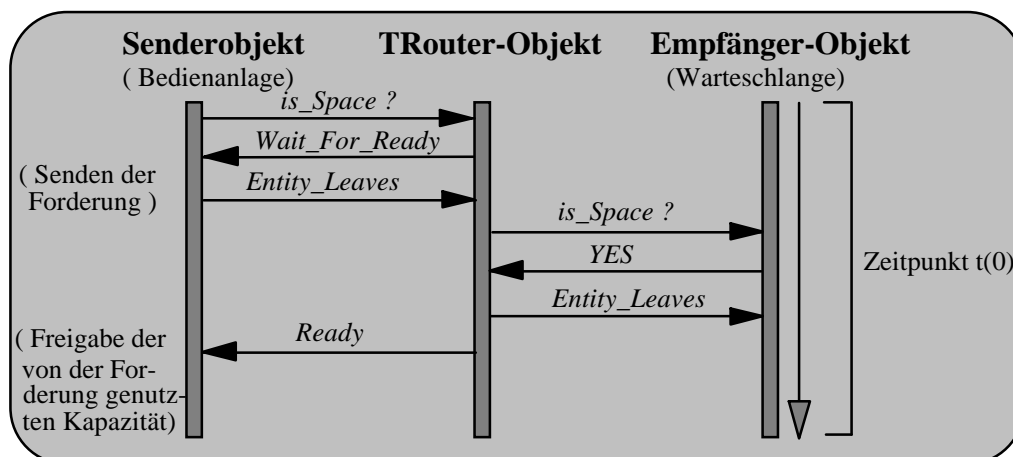 Senderobjekt TRouter-Objekt Empfänger-Objekt
( Bedienanlage) (Warteschlange)
is_Space ?
Wait_For_Ready
( Senden der
Forderung )
Entity_Leaves
is_Space ?
YES
Zeitpunkt t(0)
Entity_Leaves
Ready
( Freigabe der
von der For-
derung genutz-
ten Kapazität)